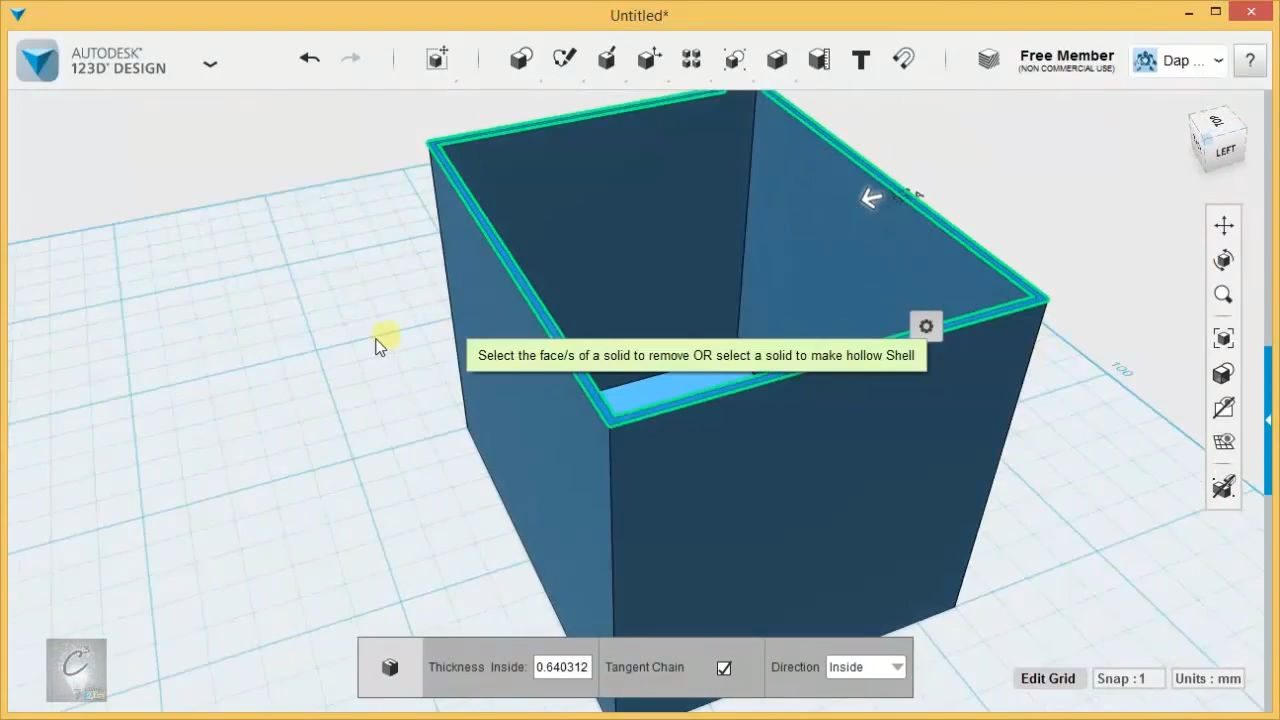 Untitled*
AUTODESK®
123D® DESIGN
Free Member
(NON COMMERCIAL USE)
Dap ...
?
TOP
LEFT
100
Select the face/s of a solid to remove OR select a solid to make hollow Shell
Thickness Inside: 0.640312
Tangent Chain
Direction Inside
Edit Grid
Snap : 1
Units : mm